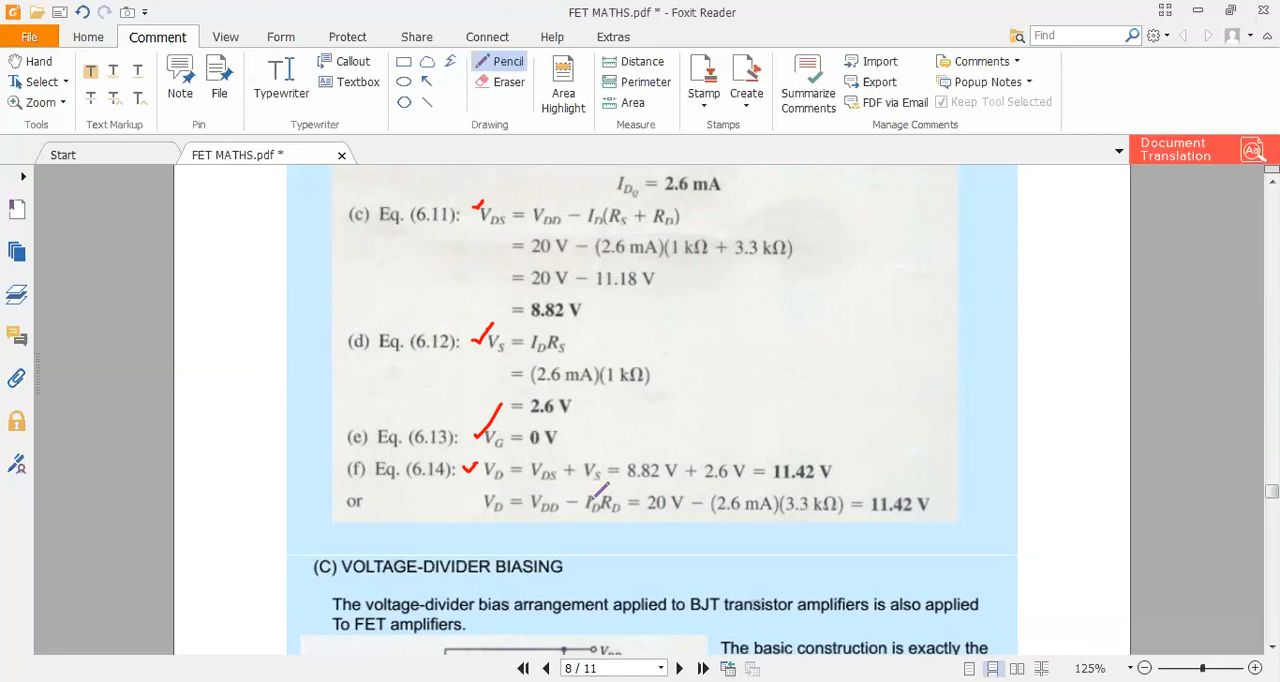 FET MATHS.pdf * - Foxit Reader
File Home Comment View Form Protect Share Connect Help Extras Find
Hand Select Zoom Tools
T T T T T T Text Markup
Note File Pin
Typewriter Callout Textbox Typewriter
Pencil Eraser Drawing
Area Highlight
Distance Perimeter Area Measure
Stamp Create Stamps
Summarize Comments Import Export FDF via Email Comments Popup Notes Keep Tool Selected Manage Comments
Start FET MATHS.pdf * Document Translation Aa
I_DQ = 2.6 mA
(c) Eq. (6.11): V_DS = V_DD − I_D(R_S + R_D)
= 20 V − (2.6 mA)(1 kΩ + 3.3 kΩ)
= 20 V − 11.18 V
= 8.82 V
(d) Eq. (6.12): V_S = I_DR_S
= (2.6 mA)(1 kΩ)
= 2.6 V
(e) Eq. (6.13): V_G = 0 V
(f) Eq. (6.14): V_D = V_DS + V_S = 8.82 V + 2.6 V = 11.42 V
or V_D = V_DD − I_DR_D = 20 V − (2.6 mA)(3.3 kΩ) = 11.42 V
(C) VOLTAGE-DIVIDER BIASING
The voltage-divider bias arrangement applied to BJT transistor amplifiers is also applied
To FET amplifiers.
The basic construction is exactly the
8 / 11 125%